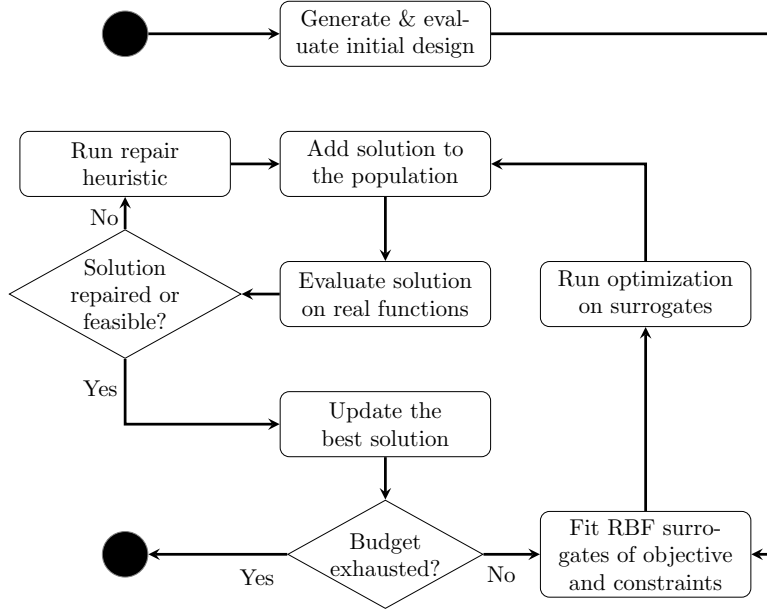 Generate & eval-
uate initial design
Run repair
heuristic
Add solution to
the population
No
Solution
repaired or
feasible?
Evaluate solution
on real functions
Run optimization
on surrogates
Yes
Update the
best solution
Budget
exhausted?
Yes
No
Fit RBF surro-
gates of objective
and constraints